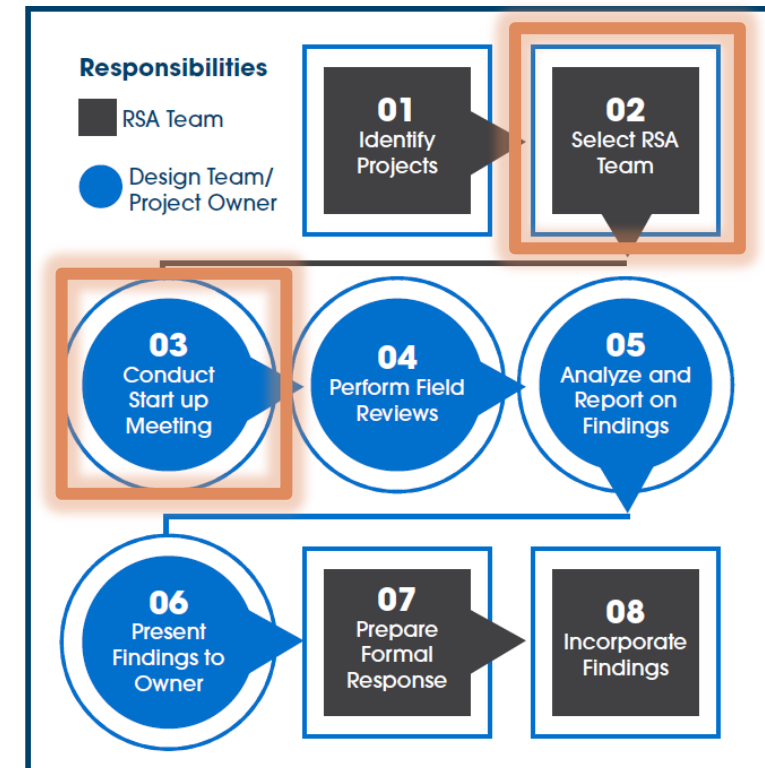 Responsibilities
RSA Team
Design Team/
Project Owner
01
Identify
Projects
02
Select RSA
Team
03
Conduct
Start up
Meeting
04
Perform Field
Reviews
05
Analyze and
Report on
Findings
06
Present
Findings to
Owner
07
Prepare
Formal
Response
08
Incorporate
Findings